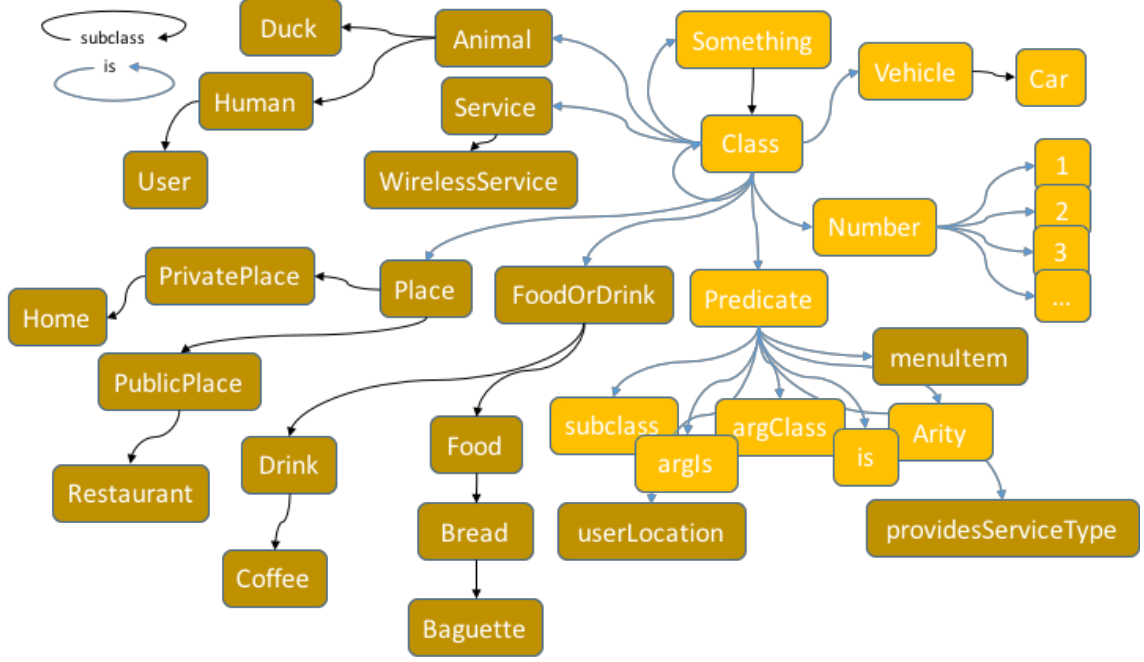 subclass
is
Duck
Animal
Something
Vehicle
Car
Human
Service
Class
User
WirelessService
1
2
3
...
Number
PrivatePlace
Place
FoodOrDrink
Predicate
Home
PublicPlace
menuItem
subclass
argClass
Arity
Food
Drink
argIs
is
Restaurant
Bread
userLocation
providesServiceType
Coffee
Baguette